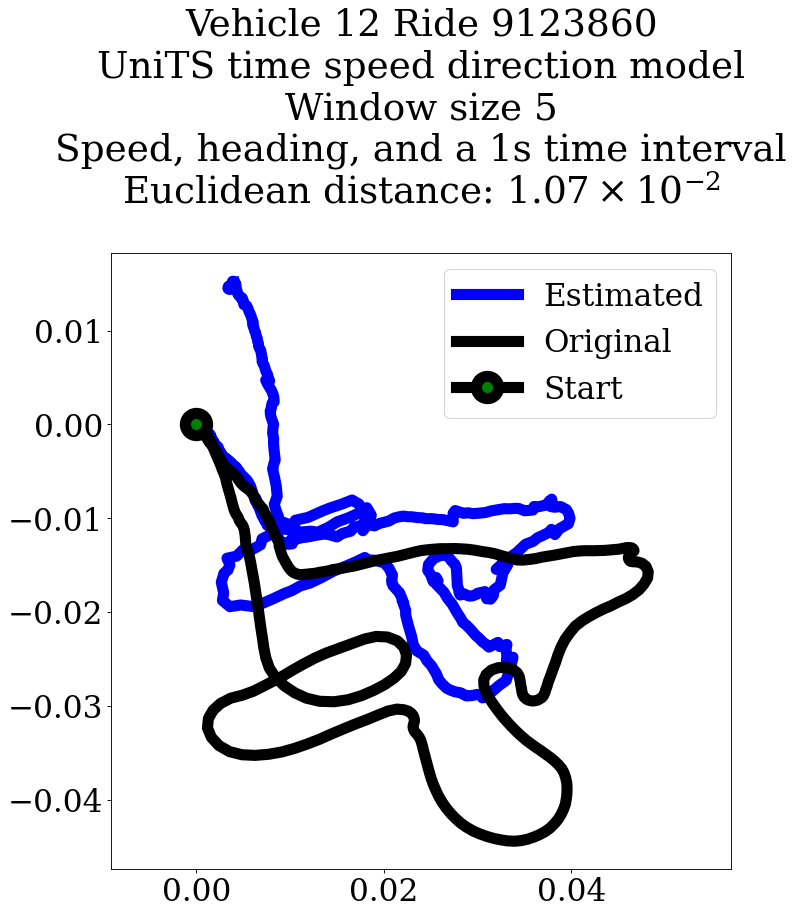 Vehicle 12 Ride 9123860
UniTS time speed direction model
Window size 5
Speed, heading, and a 1s time interval
Euclidean distance: 1.07 × 10⁻²
Estimated
Original
Start
0.01
0.00
−0.01
−0.02
−0.03
−0.04
0.00 0.02 0.04